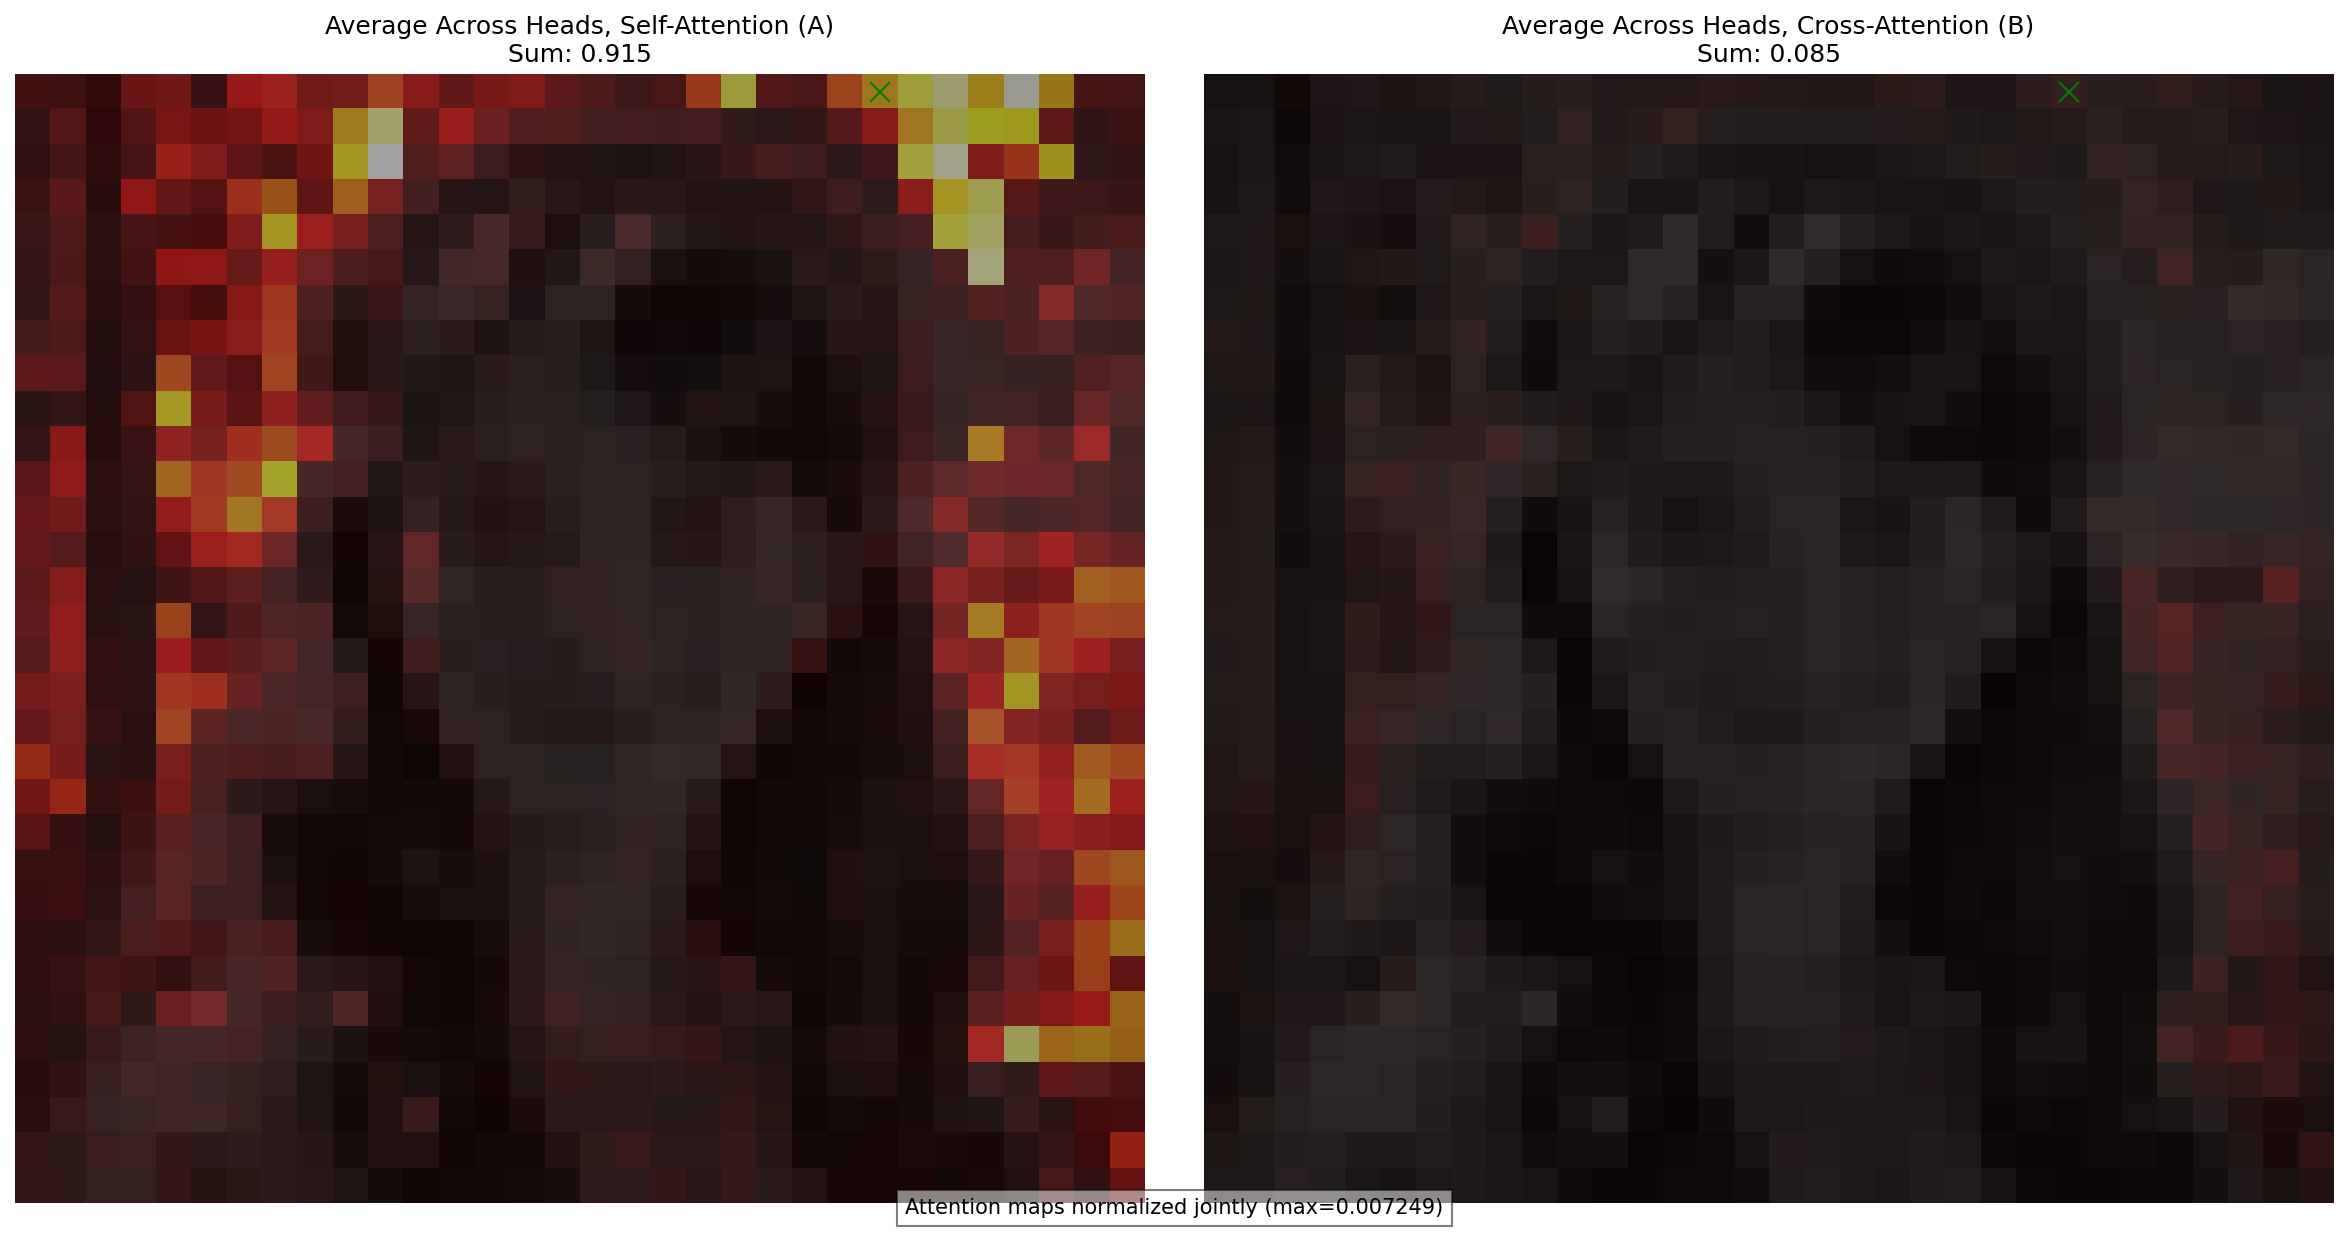 Average Across Heads, Self-Attention (A)
Sum: 0.915
Average Across Heads, Cross-Attention (B)
Sum: 0.085
Attention maps normalized jointly (max=0.007249)